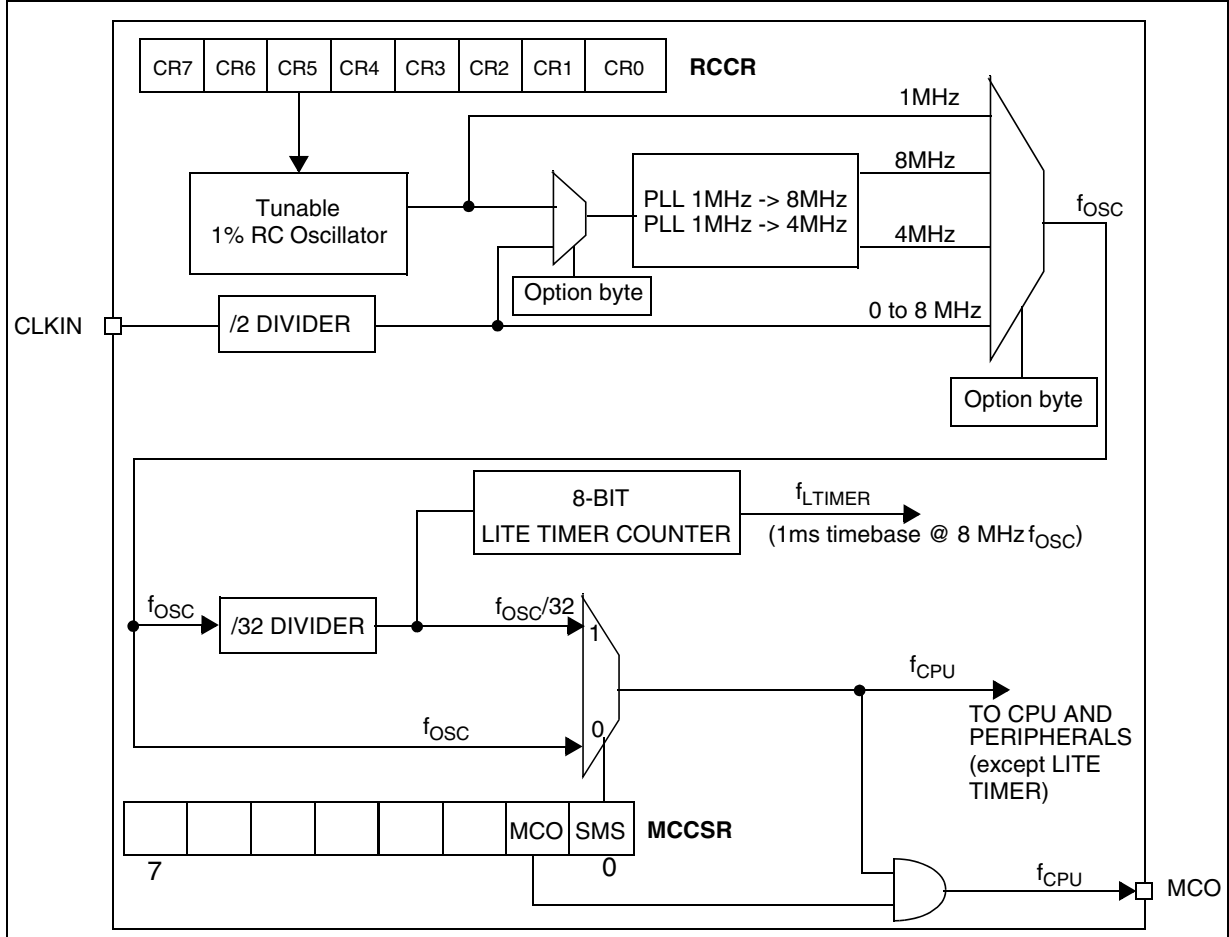 CR7 CR6 CR5 CR4 CR3 CR2 CR1 CR0 RCCR
1MHz
Tunable
1% RC Oscillator
PLL 1MHz -> 8MHz
PLL 1MHz -> 4MHz
8MHz
4MHz
fOSC
Option byte
CLKIN
/2 DIVIDER
0 to 8 MHz
Option byte
8-BIT
LITE TIMER COUNTER
fLTIMER
(1ms timebase @ 8 MHz fOSC)
fOSC
/32 DIVIDER
fOSC/32
1
fCPU
fOSC
0
TO CPU AND
PERIPHERALS
(except LITE
TIMER)
MCO SMS MCCSR
7 0
fCPU
MCO